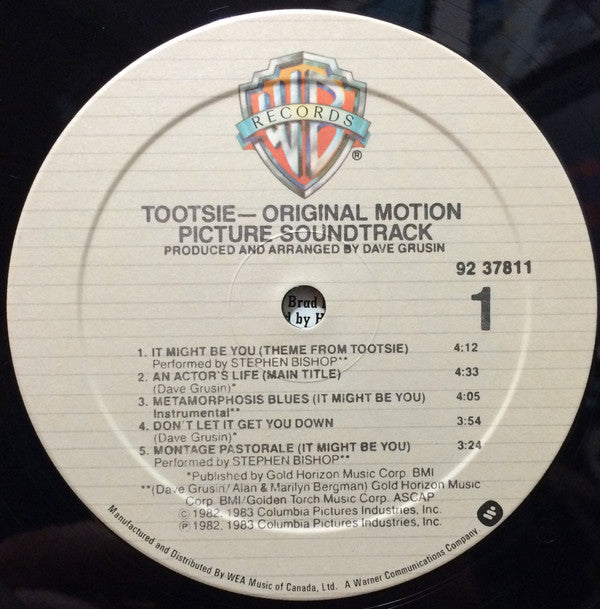 WB
RECORDS
®
TOOTSIE— ORIGINAL MOTION
PICTURE SOUNDTRACK
PRODUCED AND ARRANGED BY DAVE GRUSIN
92 37811
1
Brad
d by H
1. IT MIGHT BE YOU (THEME FROM TOOTSIE) 4:12
Performed by STEPHEN BISHOP**
2. AN ACTOR'S LIFE (MAIN TITLE) 4:33
(Dave Grusin)*
3. METAMORPHOSIS BLUES (IT MIGHT BE YOU) 4:05
Instrumental**
4. DON'T LET IT GET YOU DOWN 3:54
(Dave Grusin)*
5. MONTAGE PASTORALE (IT MIGHT BE YOU) 3:24
Performed by STEPHEN BISHOP**
*Published by Gold Horizon Music Corp. BMI
**(Dave Grusin/Alan & Marilyn Bergman) Gold Horizon Music
Corp. BMI/Golden Torch Music Corp. ASCAP
© 1982, 1983 Columbia Pictures Industries, Inc.
℗ 1982, 1983 Columbia Pictures Industries, Inc.
Manufactured and Distributed By WEA Music of Canada, Ltd. A Warner Communications Company.